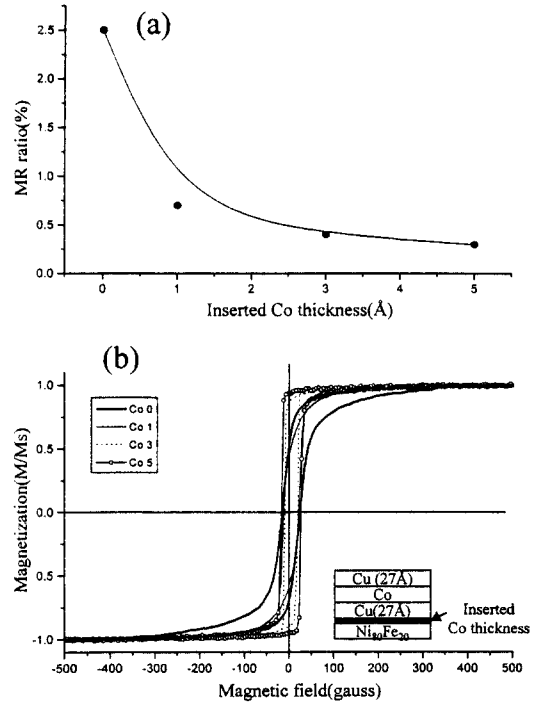 (a)
MR ratio(%)
2.5
2.0
1.5
1.0
0.5
0.0
0 1 2 3 4 5
Inserted Co thickness(Å)
(b)
Magnetization(M/Ms)
1.0
0.5
0.0
0.5
-1.0
Co 0
Co 1
Co 3
Co 5
Cu (27Å)
Co
Cu(27Å)
Ni80Fe20
Inserted
Co thickness
-500 -400 -300 -200 -100 0 100 200 300 400 500
Magnetic field(gauss)